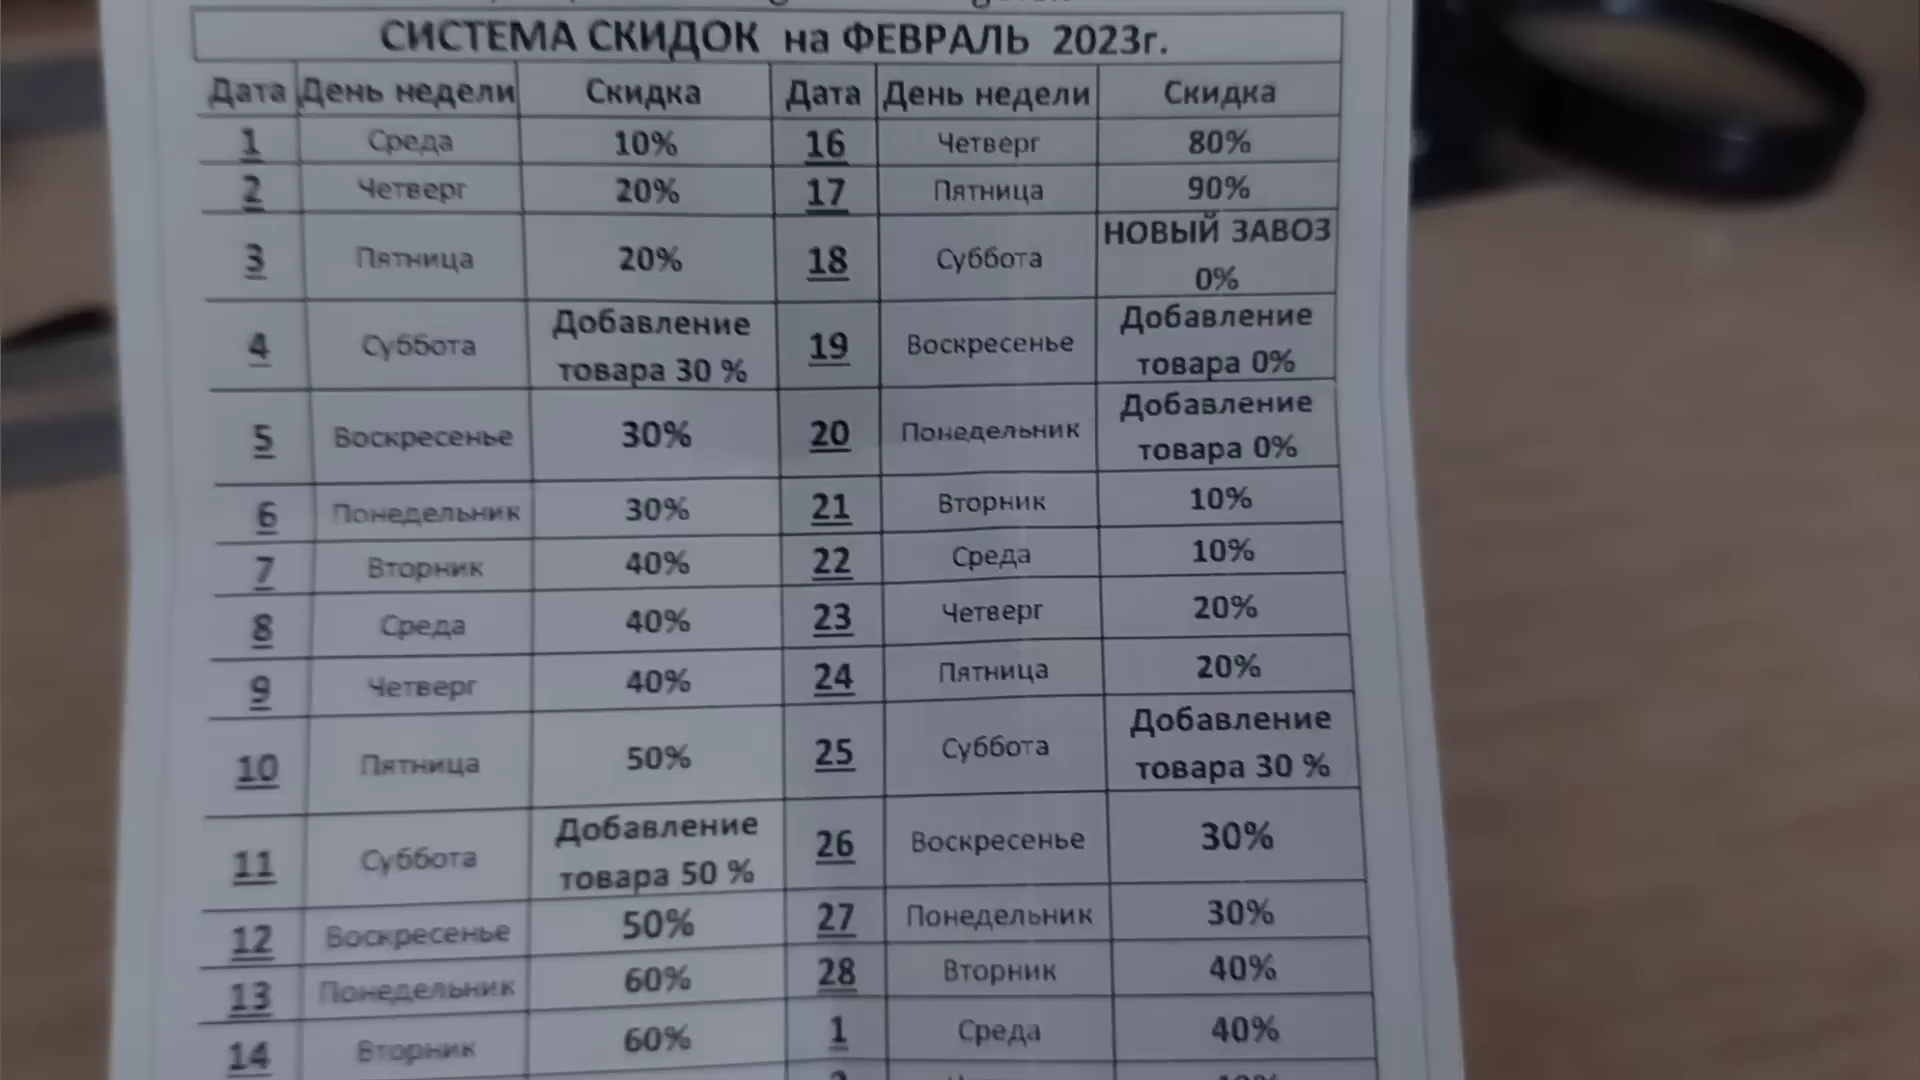 СИСТЕМА СКИДОК на ФЕВРАЛЬ 2023г.
Дата День недели Скидка Дата День недели Скидка
1 Среда 10% 16 Четверг 80%
2 Четверг 20% 17 Пятница 90%
3 Пятница 20% 18 Суббота НОВЫЙ ЗАВОЗ
0%
4 Суббота Добавление
товара 30 % 19 Воскресенье Добавление
товара 0%
5 Воскресенье 30% 20 Понедельник Добавление
товара 0%
6 Понедельник 30% 21 Вторник 10%
7 Вторник 40% 22 Среда 10%
8 Среда 40% 23 Четверг 20%
9 Четверг 40% 24 Пятница 20%
10 Пятница 50% 25 Суббота Добавление
товара 30 %
11 Суббота Добавление
товара 50 % 26 Воскресенье 30%
12 Воскресенье 50% 27 Понедельник 30%
13 Понедельник 60% 28 Вторник 40%
14 Вторник 60% 1 Среда 40%